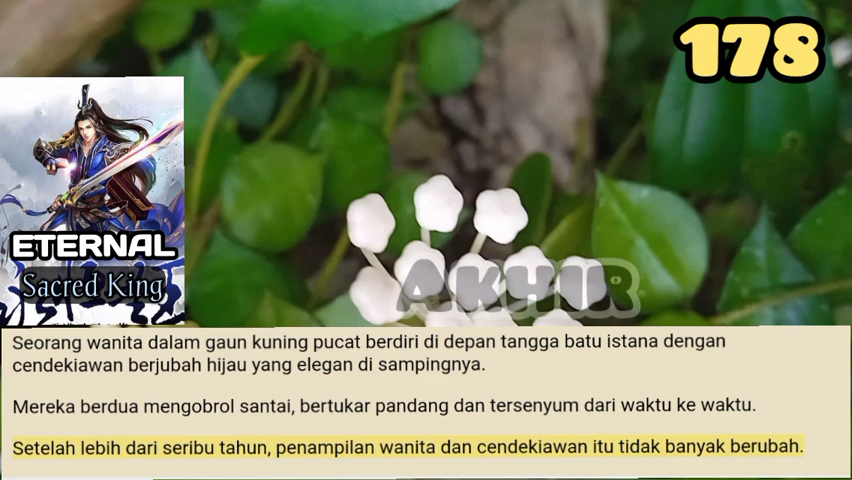 178
ETERNAL
Sacred King
AKHIR
Seorang wanita dalam gaun kuning pucat berdiri di depan tangga batu istana dengan
cendekiawan berjubah hijau yang elegan di sampingnya.
Mereka berdua mengobrol santai, bertukar pandang dan tersenyum dari waktu ke waktu.
Setelah lebih dari seribu tahun, penampilan wanita dan cendekiawan itu tidak banyak berubah.